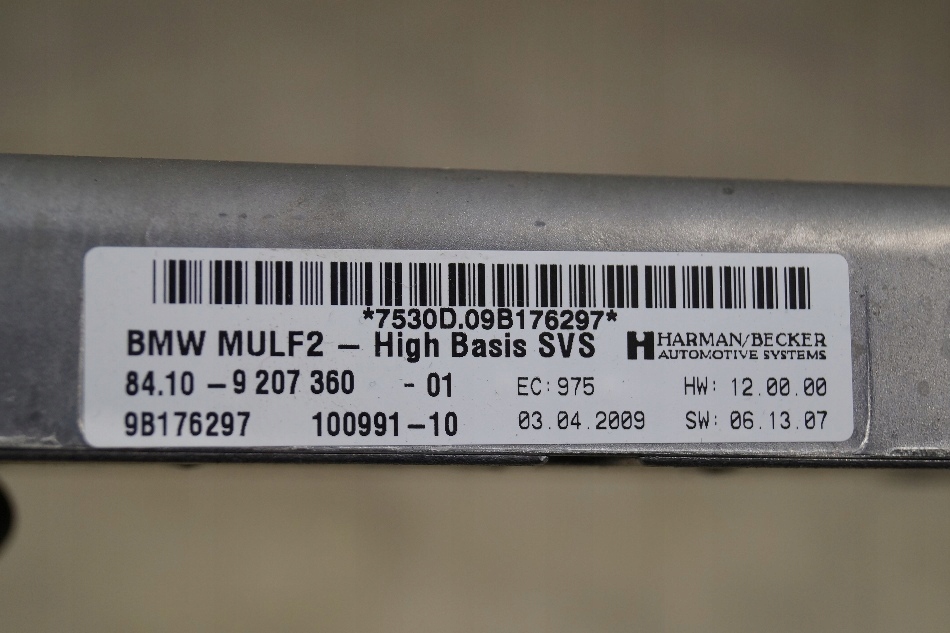 *7530D.09B176297*
BMW MULF2 – High Basis SVS
HARMAN/BECKER
AUTOMOTIVE SYSTEMS
84.10 – 9 207 360 - 01 EC: 975 HW: 12.00.00
9B176297 100991–10 03.04.2009 SW: 06.13.07